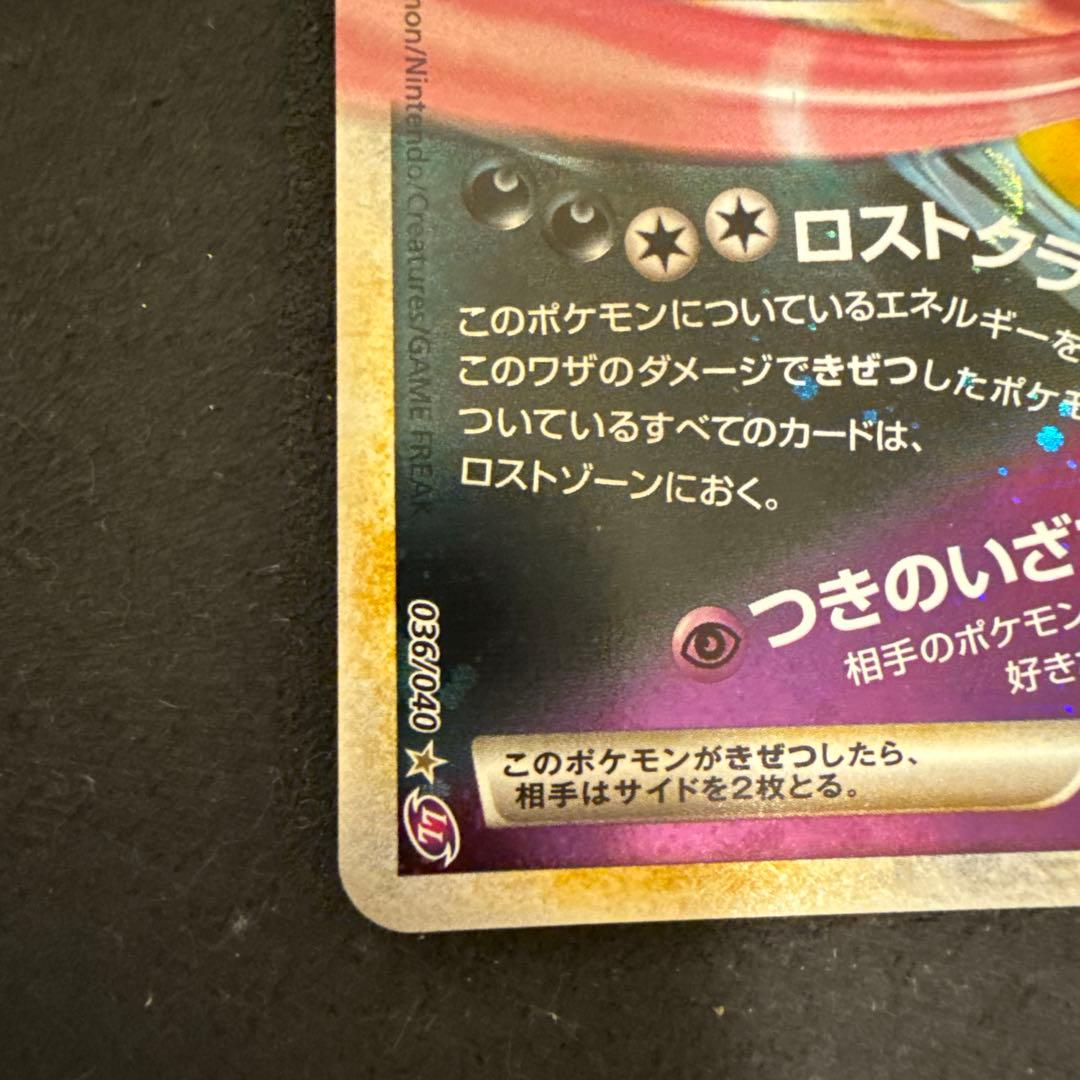 non/Nintendo/Creatures/GAME FREAK
ロストクラ
このポケモンについているエネルギーを
このワザのダメージできぜつしたポケモ
ついているすべてのカードは、
ロストゾーンにおく。
つきのいざ
相手のポケモン
好き
036/040
LL
このポケモンがきぜつしたら、
相手はサイドを2枚とる。